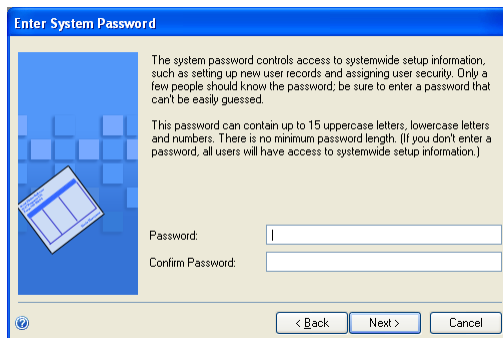 Enter System Password
The system password controls access to systemwide setup information,
such as setting up new user records and assigning user security. Only a
few people should know the password; be sure to enter a password that
can't be easily guessed.
This password can contain up to 15 uppercase letters, lowercase letters
and numbers. There is no minimum password length. (If you don't enter a
password, all users will have access to systemwide setup information.)
Password:
Confirm Password:
?
< Back
Next >
Cancel